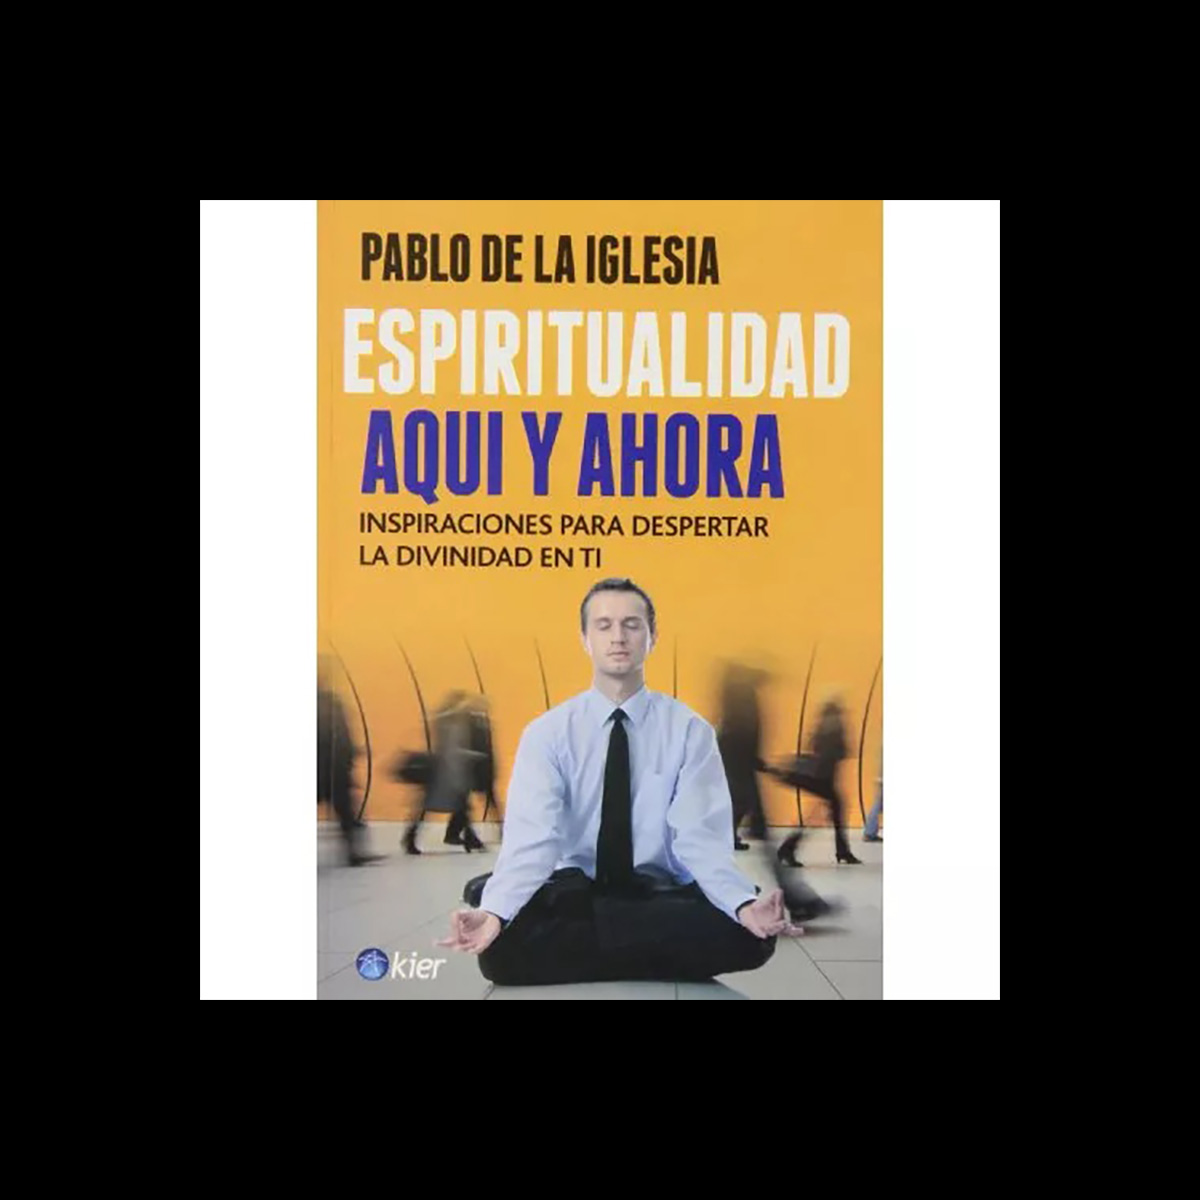 PABLO DE LA IGLESIA
ESPIRITUALIDAD
AQUI Y AHORA
INSPIRACIONES PARA DESPERTAR
LA DIVINIDAD EN TI
kier